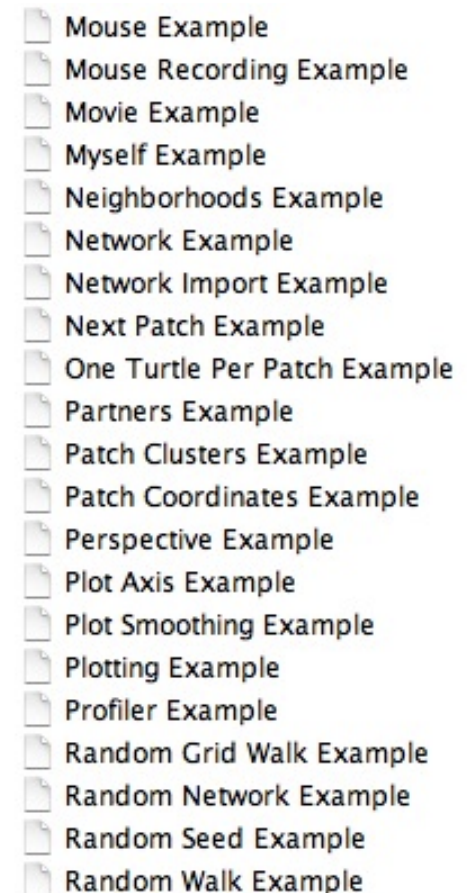 Mouse Example
Mouse Recording Example
Movie Example
Myself Example
Neighborhoods Example
Network Example
Network Import Example
Next Patch Example
One Turtle Per Patch Example
Partners Example
Patch Clusters Example
Patch Coordinates Example
Perspective Example
Plot Axis Example
Plot Smoothing Example
Plotting Example
Profiler Example
Random Grid Walk Example
Random Network Example
Random Seed Example
Random Walk Example